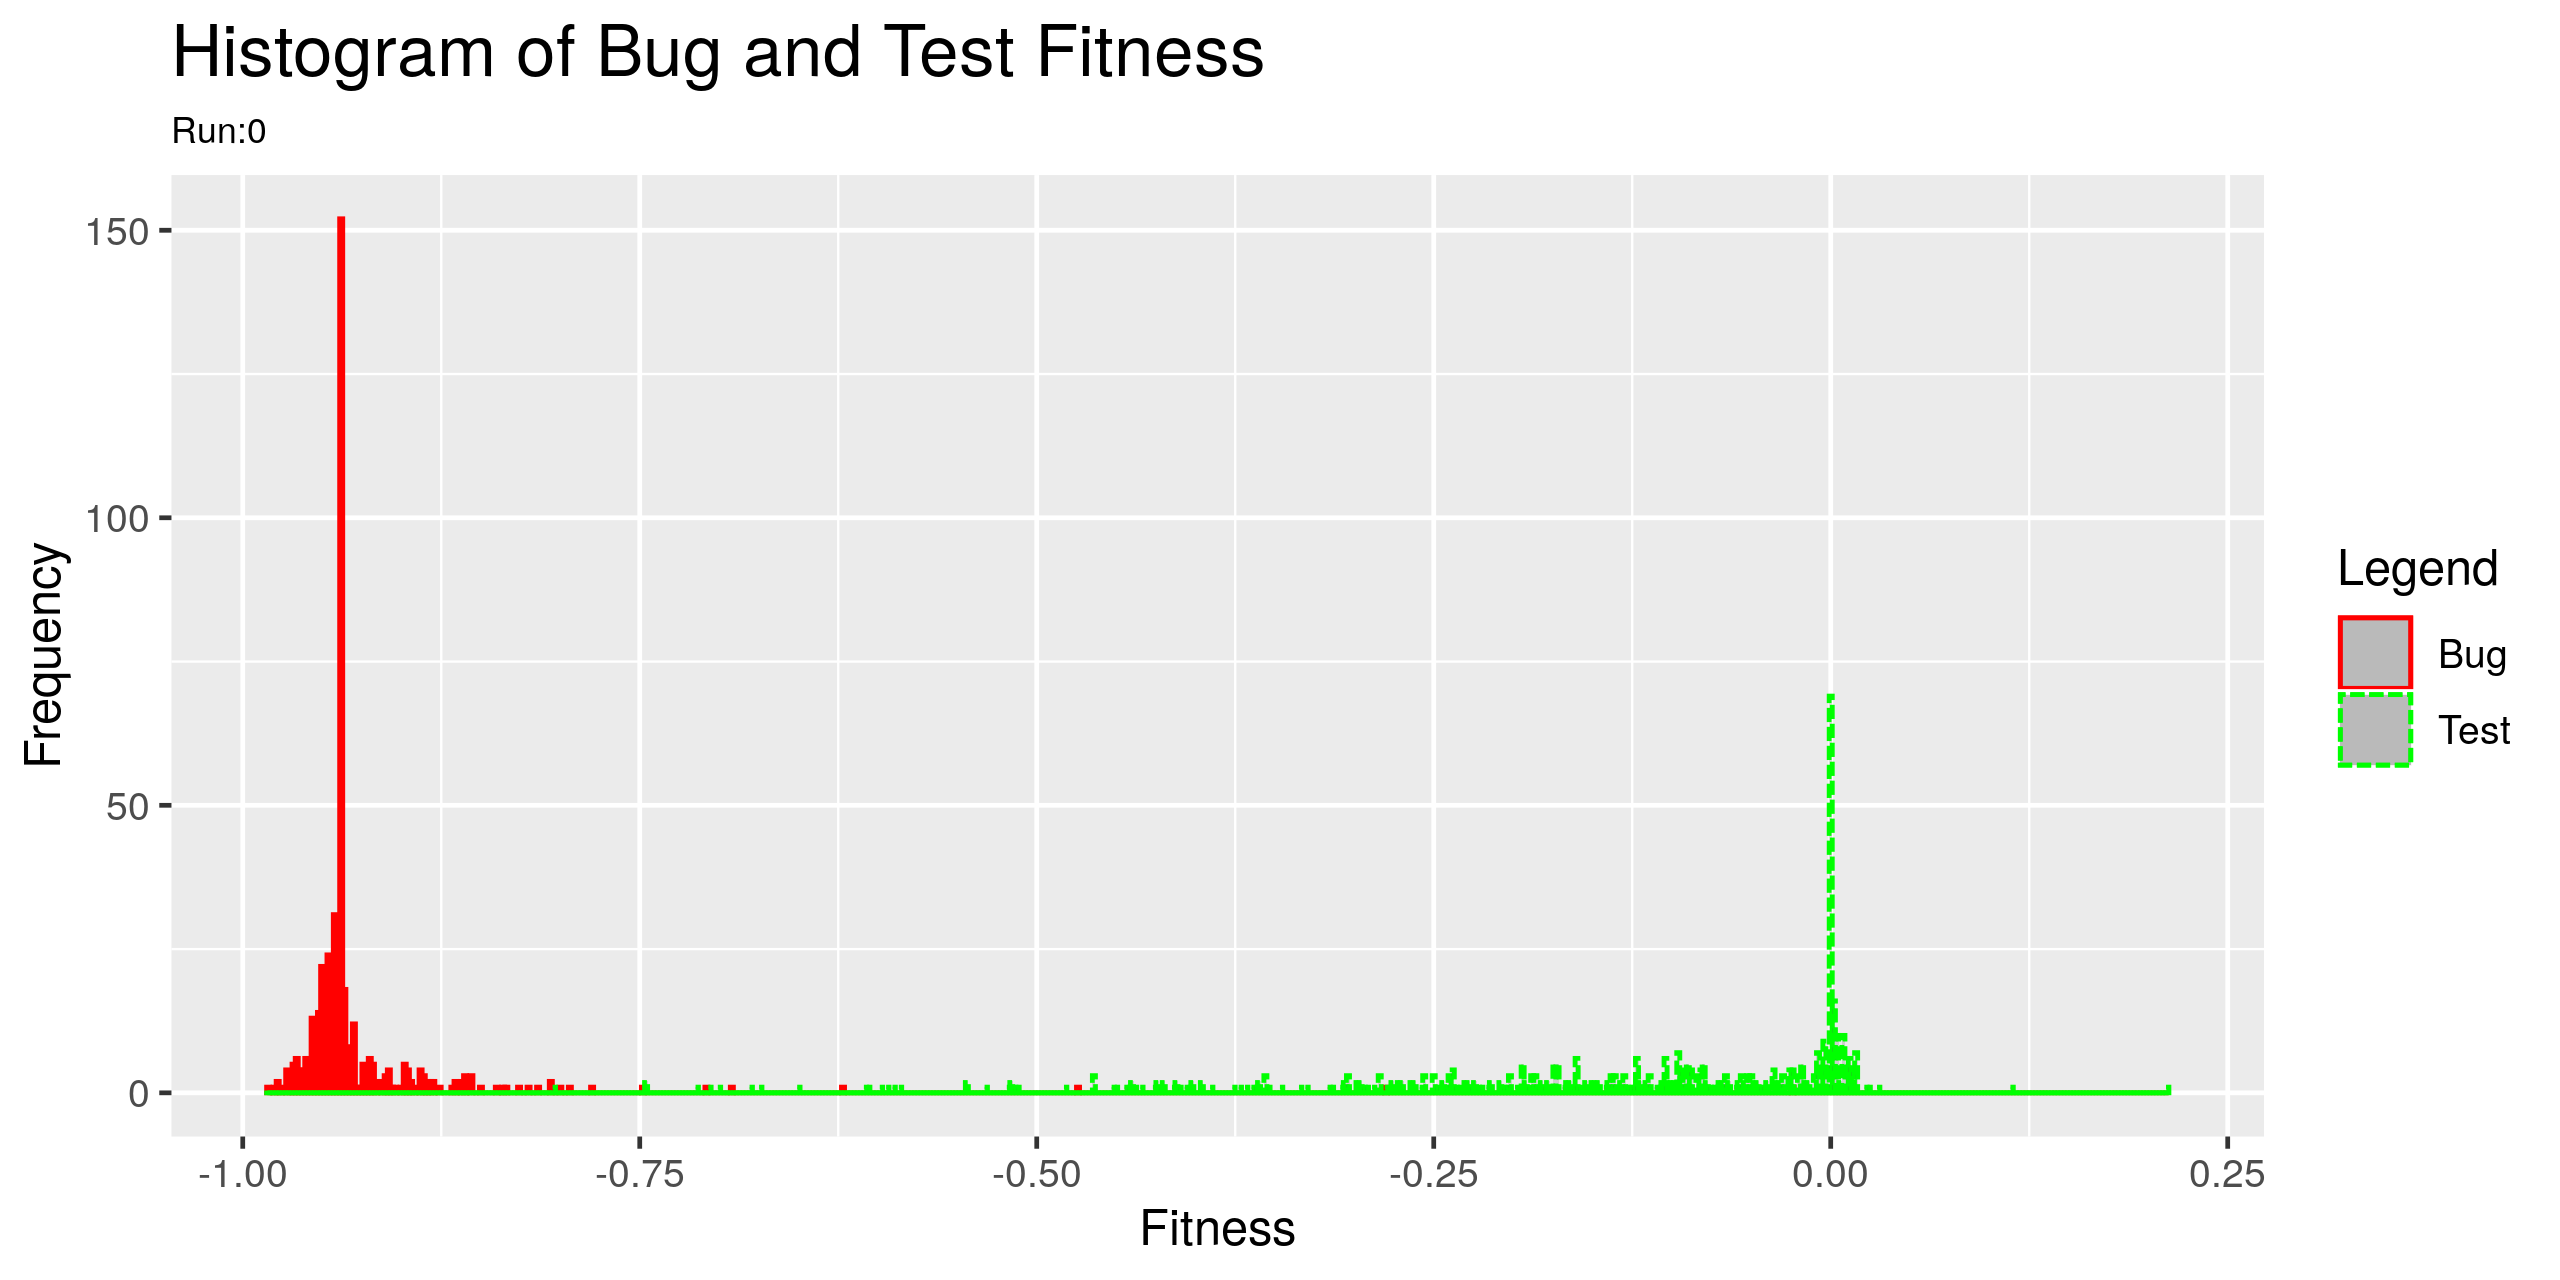 Histogram of Bug and Test Fitness
Run:0
150
100
50
0
Frequency
-1.00 -0.75 -0.50 -0.25 0.00 0.25
Fitness
Legend
Bug
Test